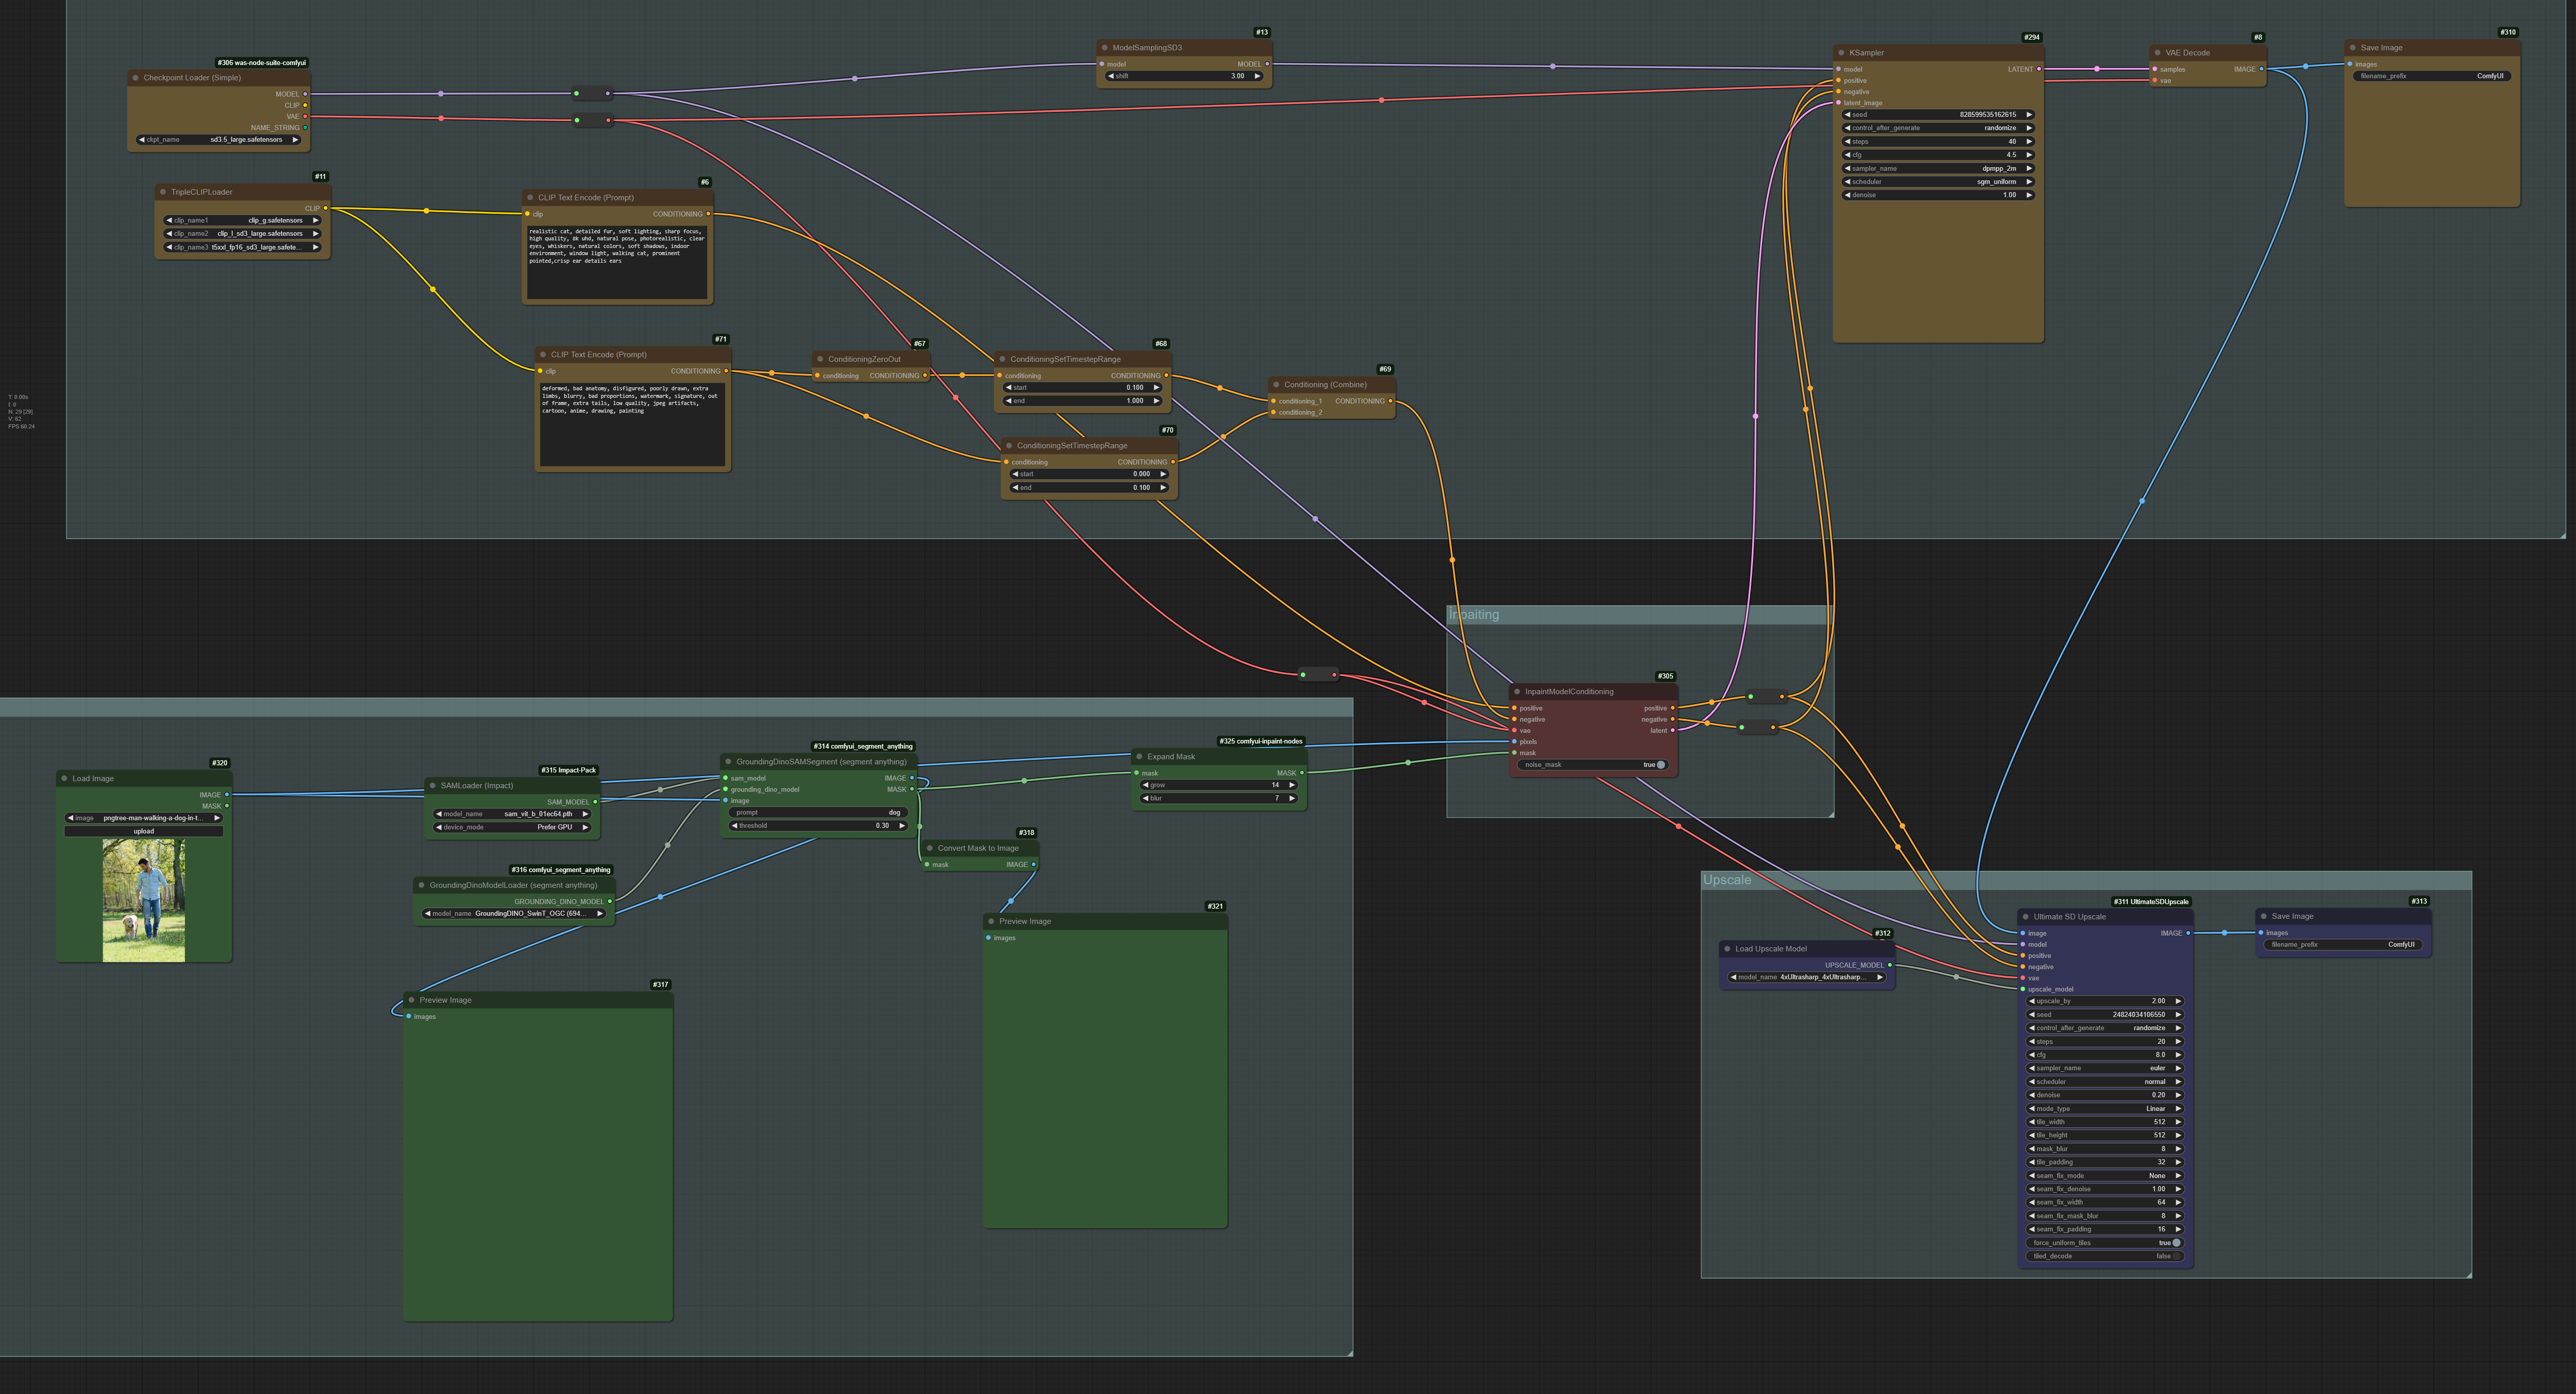 #306 was-node-suite-comfyui
Checkpoint Loader (Simple)
MODEL
CLIP
VAE
NAME_STRING
ckpt_name sd3.5_large.safetensors
#11
TripleCLIPLoader
CLIP
clip_name1 clip_g.safetensors
clip_name2 clip_l_sd3_large.safetensors
clip_name3 t5xxl_fp16_sd3_large.safete...
#6
CLIP Text Encode (Prompt)
clip CONDITIONING
realistic cat, detailed fur, soft lighting, sharp focus,
high quality, 8k uhd, natural pose, photorealistic, clear
eyes, whiskers, natural colors, soft shadows, indoor
environment, window light, walking cat, prominent
pointed,crisp ear details ears
#71
CLIP Text Encode (Prompt)
clip CONDITIONING
deformed, bad anatomy, disfigured, poorly drawn, extra
limbs, blurry, bad proportions, watermark, signature, out
of frame, extra tails, low quality, jpeg artifacts,
cartoon, anime, drawing, painting
#67
ConditioningZeroOut
conditioning CONDITIONING
#68
ConditioningSetTimestepRange
conditioning CONDITIONING
start 0.100
end 1.000
#70
ConditioningSetTimestepRange
conditioning CONDITIONING
start 0.000
end 0.100
#69
Conditioning (Combine)
conditioning_1 CONDITIONING
conditioning_2
#13
ModelSamplingSD3
model MODEL
shift 3.00
#294
KSampler
model LATENT
positive
negative
latent_image
seed 828599535162615
control_after_generate randomize
steps 40
cfg 4.5
sampler_name dpmpp_2m
scheduler sgm_uniform
denoise 1.00
#8
VAE Decode
samples IMAGE
vae
#310
Save Image
images
filename_prefix ComfyUI
T: 0.00s
I: 0
N: 29 [29]
V: 62
FPS:60.24
Inpaiting
#305
InpaintModelConditioning
positive positive
negative negative
vae latent
pixels
mask
noise_mask true
#320
Load Image
IMAGE
MASK
image pngtree-man-walking-a-dog-in-t...
upload
#315 Impact-Pack
SAMLoader (Impact)
SAM_MODEL
model_name sam_vit_b_01ec64.pth
device_mode Prefer GPU
#316 comfyui_segment_anything
GroundingDinoModelLoader (segment anything)
GROUNDING_DINO_MODEL
model_name GroundingDINO_SwinT_OGC (694...
#314 comfyui_segment_anything
GroundingDinoSAMSegment (segment anything)
sam_model IMAGE
grounding_dino_model MASK
image
prompt dog
threshold 0.30
#325 comfyui-inpaint-nodes
Expand Mask
mask MASK
grow 14
blur 7
#318
Convert Mask to Image
mask IMAGE
#321
Preview Image
images
#317
Preview Image
images
Upscale
#312
Load Upscale Model
UPSCALE_MODEL
model_name 4xUltrasharp_4xUltrasharp...
#311 UltimateSDUpscale
Ultimate SD Upscale
image IMAGE
model
positive
negative
vae
upscale_model
upscale_by 2.00
seed 24824034106550
control_after_generate randomize
steps 20
cfg 8.0
sampler_name euler
scheduler normal
denoise 0.20
mode_type Linear
tile_width 512
tile_height 512
mask_blur 8
tile_padding 32
seam_fix_mode None
seam_fix_denoise 1.00
seam_fix_width 64
seam_fix_mask_blur 8
seam_fix_padding 16
force_uniform_tiles true
tiled_decode false
#313
Save Image
images
filename_prefix ComfyUI